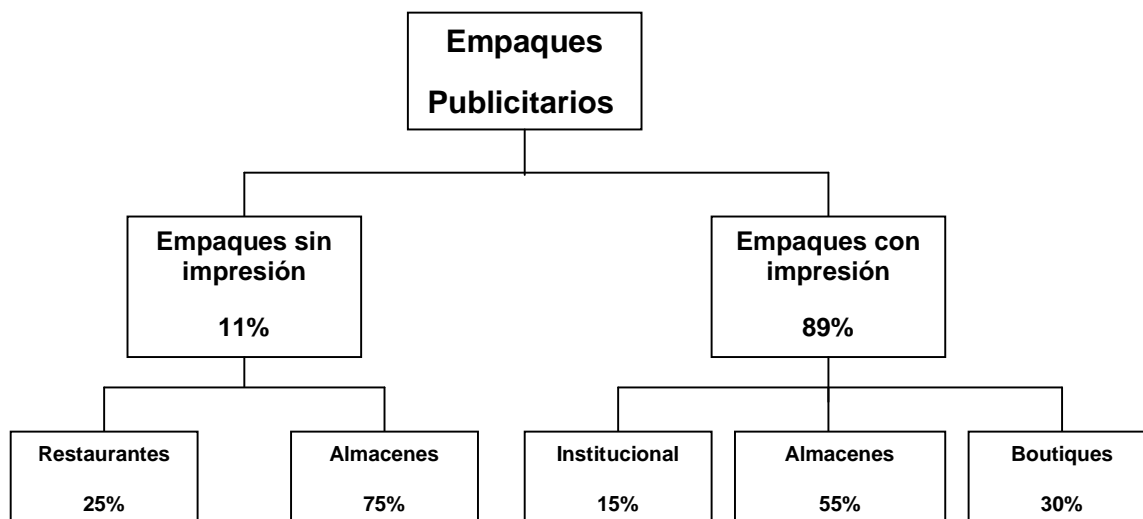 Empaques
Publicitarios
Empaques sin
impresión
11%
Empaques con
impresión
89%
Restaurantes
25%
Almacenes
75%
Institucional
15%
Almacenes
55%
Boutiques
30%